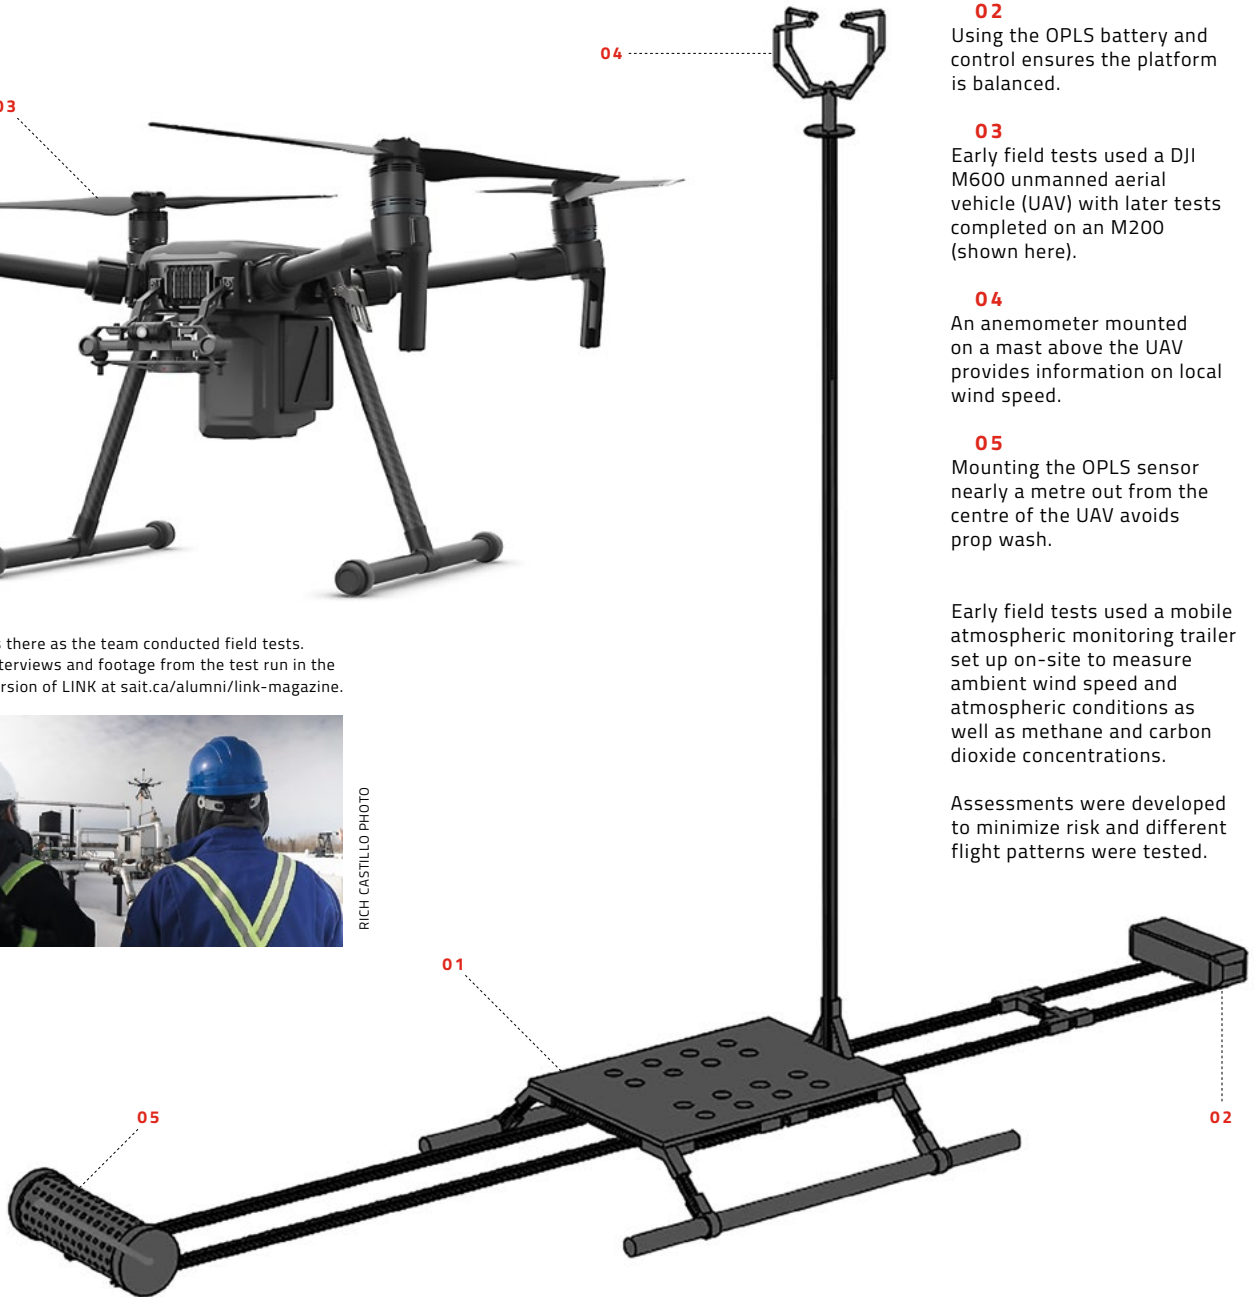 04
03
02
Using the OPLS battery and
control ensures the platform
is balanced.
03
Early field tests used a DJI
M600 unmanned aerial
vehicle (UAV) with later tests
completed on an M200
(shown here).
04
An anemometer mounted
on a mast above the UAV
provides information on local
wind speed.
05
Mounting the OPLS sensor
nearly a metre out from the
centre of the UAV avoids
prop wash.
Early field tests used a mobile
atmospheric monitoring trailer
set up on-site to measure
ambient wind speed and
atmospheric conditions as
well as methane and carbon
dioxide concentrations.
Assessments were developed
to minimize risk and different
flight patterns were tested.
there as the team conducted field tests.
and footage from the test run in the
of LINK at sait.ca/alumni/link-magazine.
RICH CASTILLO PHOTO
01
05
02